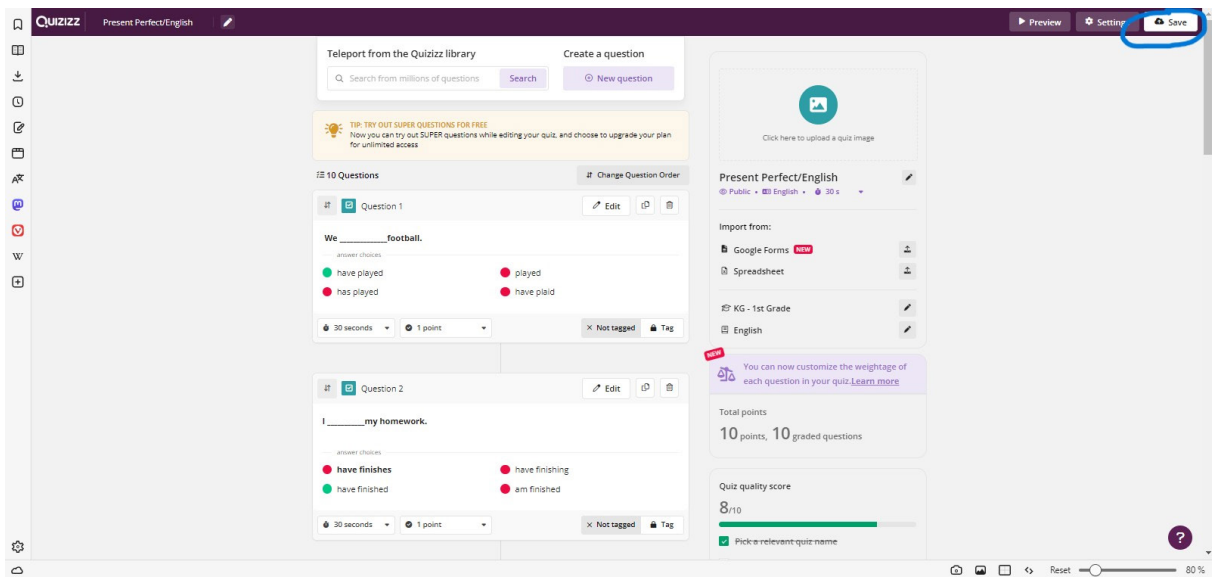 QUIZIZZ
Present Perfect/English
Preview
Setting
Save
Teleport from the Quizizz library
Search from millions of questions
Search
Create a question
New question
TIP: TRY OUT SUPER QUESTIONS FOR FREE
Now you can try out SUPER questions while editing your quiz, and choose to upgrade your plan
for unlimited access
10 Questions
Change Question Order
Question 1
Edit
We ____________football.
answer choices
have played
played
has played
have plaid
30 seconds
1 point
Not tagged
Tag
Question 2
Edit
I _________my homework.
answer choices
have finishes
have finishing
have finished
am finished
30 seconds
1 point
Not tagged
Tag
Click here to upload a quiz image
Present Perfect/English
Public • English • 30 s
Import from:
Google Forms NEW
Spreadsheet
KG - 1st Grade
English
NEW
You can now customize the weightage of
each question in your quiz.Learn more
Total points
10 points, 10 graded questions
Quiz quality score
8/10
Pick a relevant quiz name
?
W
Reset
80 %